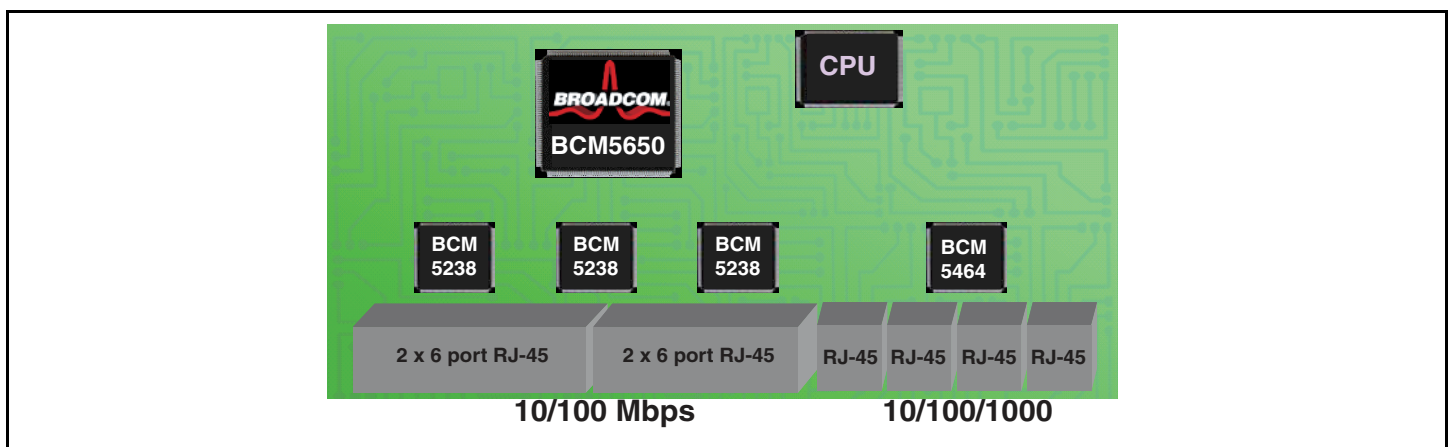 CPU
BROADCOM®
BCM5650
BCM
5238
BCM
5238
BCM
5238
BCM
5464
2 x 6 port RJ-45
2 x 6 port RJ-45
RJ-45
RJ-45
RJ-45
RJ-45
10/100 Mbps
10/100/1000